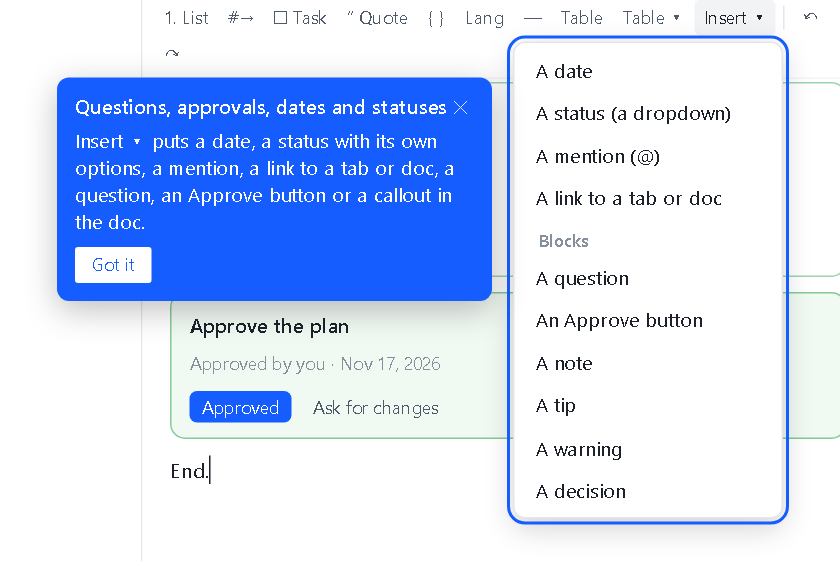 1. List #→ ☐ Task “ Quote { } Lang — Table Table ▾ Insert ▾ ↶
↷
Questions, approvals, dates and statuses ×
Insert ▾ puts a date, a status with its own
options, a mention, a link to a tab or doc, a
question, an Approve button or a callout in
the doc.
Got it
A date
A status (a dropdown)
A mention (@)
A link to a tab or doc
Blocks
A question
An Approve button
A note
A tip
A warning
A decision
Approve the plan
Approved by you · Nov 17, 2026
Approved Ask for changes
End.